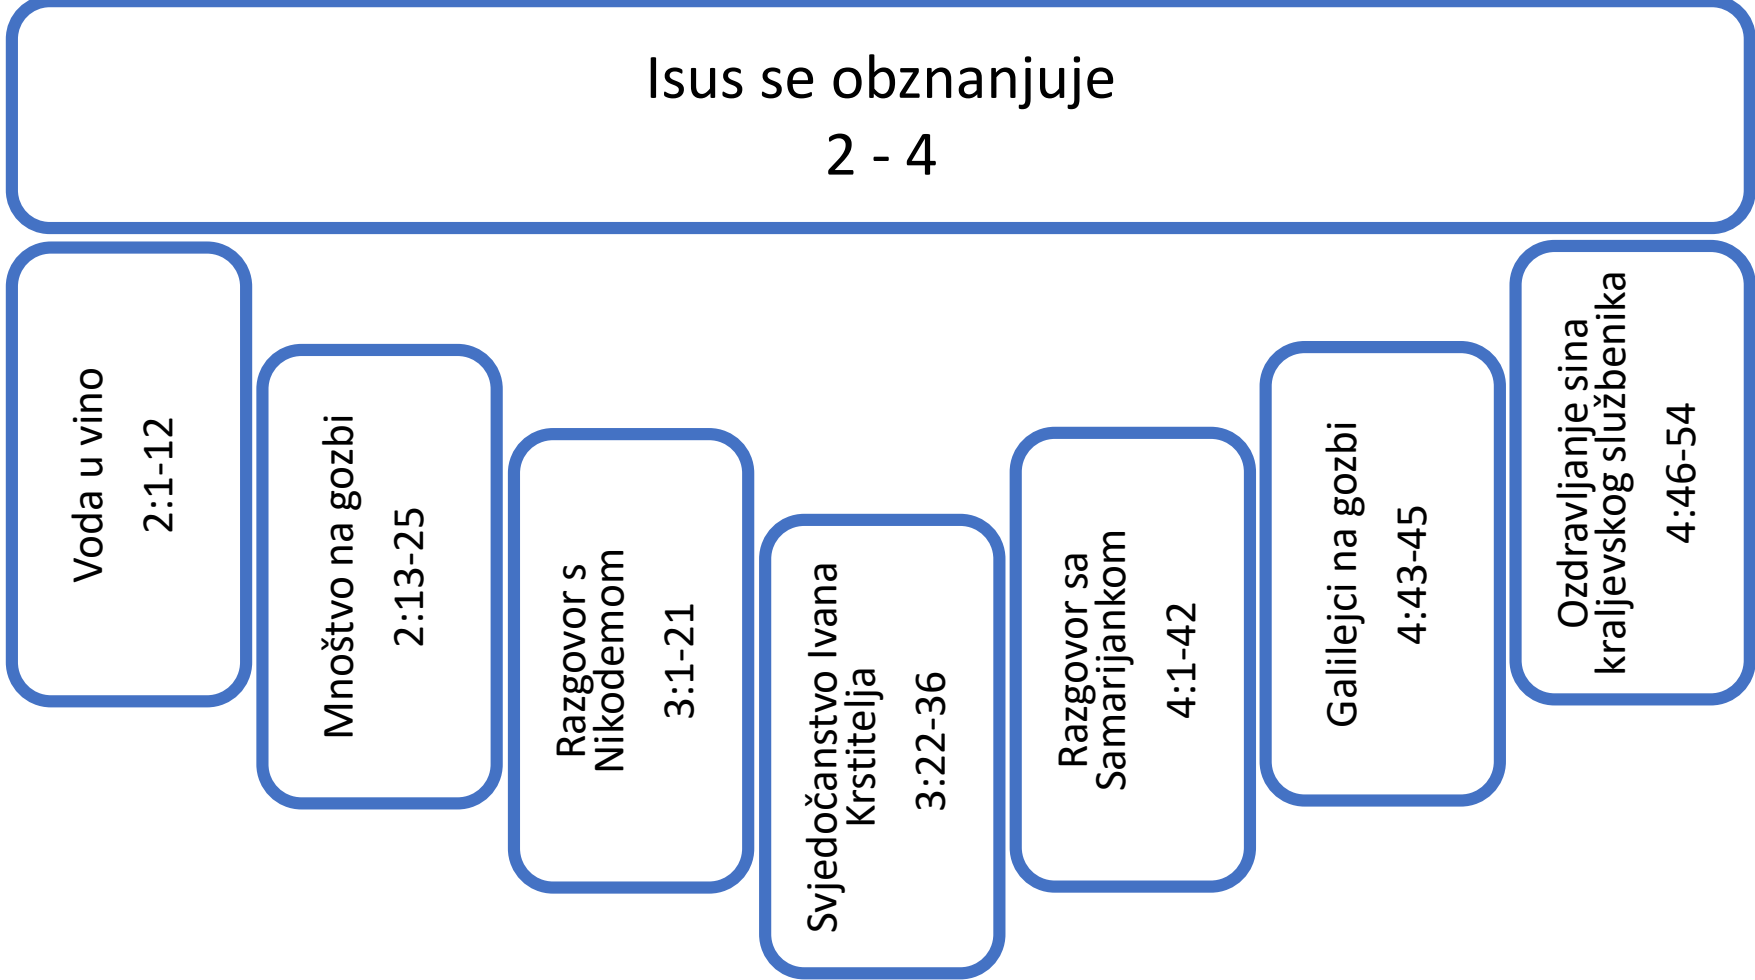 Isus se obznanjuje
2 - 4
Voda u vino
2:1-12
Mnoštvo na gozbi
2:13-25
Razgovor s
Nikodemom
3:1-21
Svjedočanstvo Ivana
Krstitelja
3:22-36
Razgovor sa
Samarijankom
4:1-42
Galilejci na gozbi
4:43-45
Ozdravljanje sina
kraljevskog službenika
4:46-54